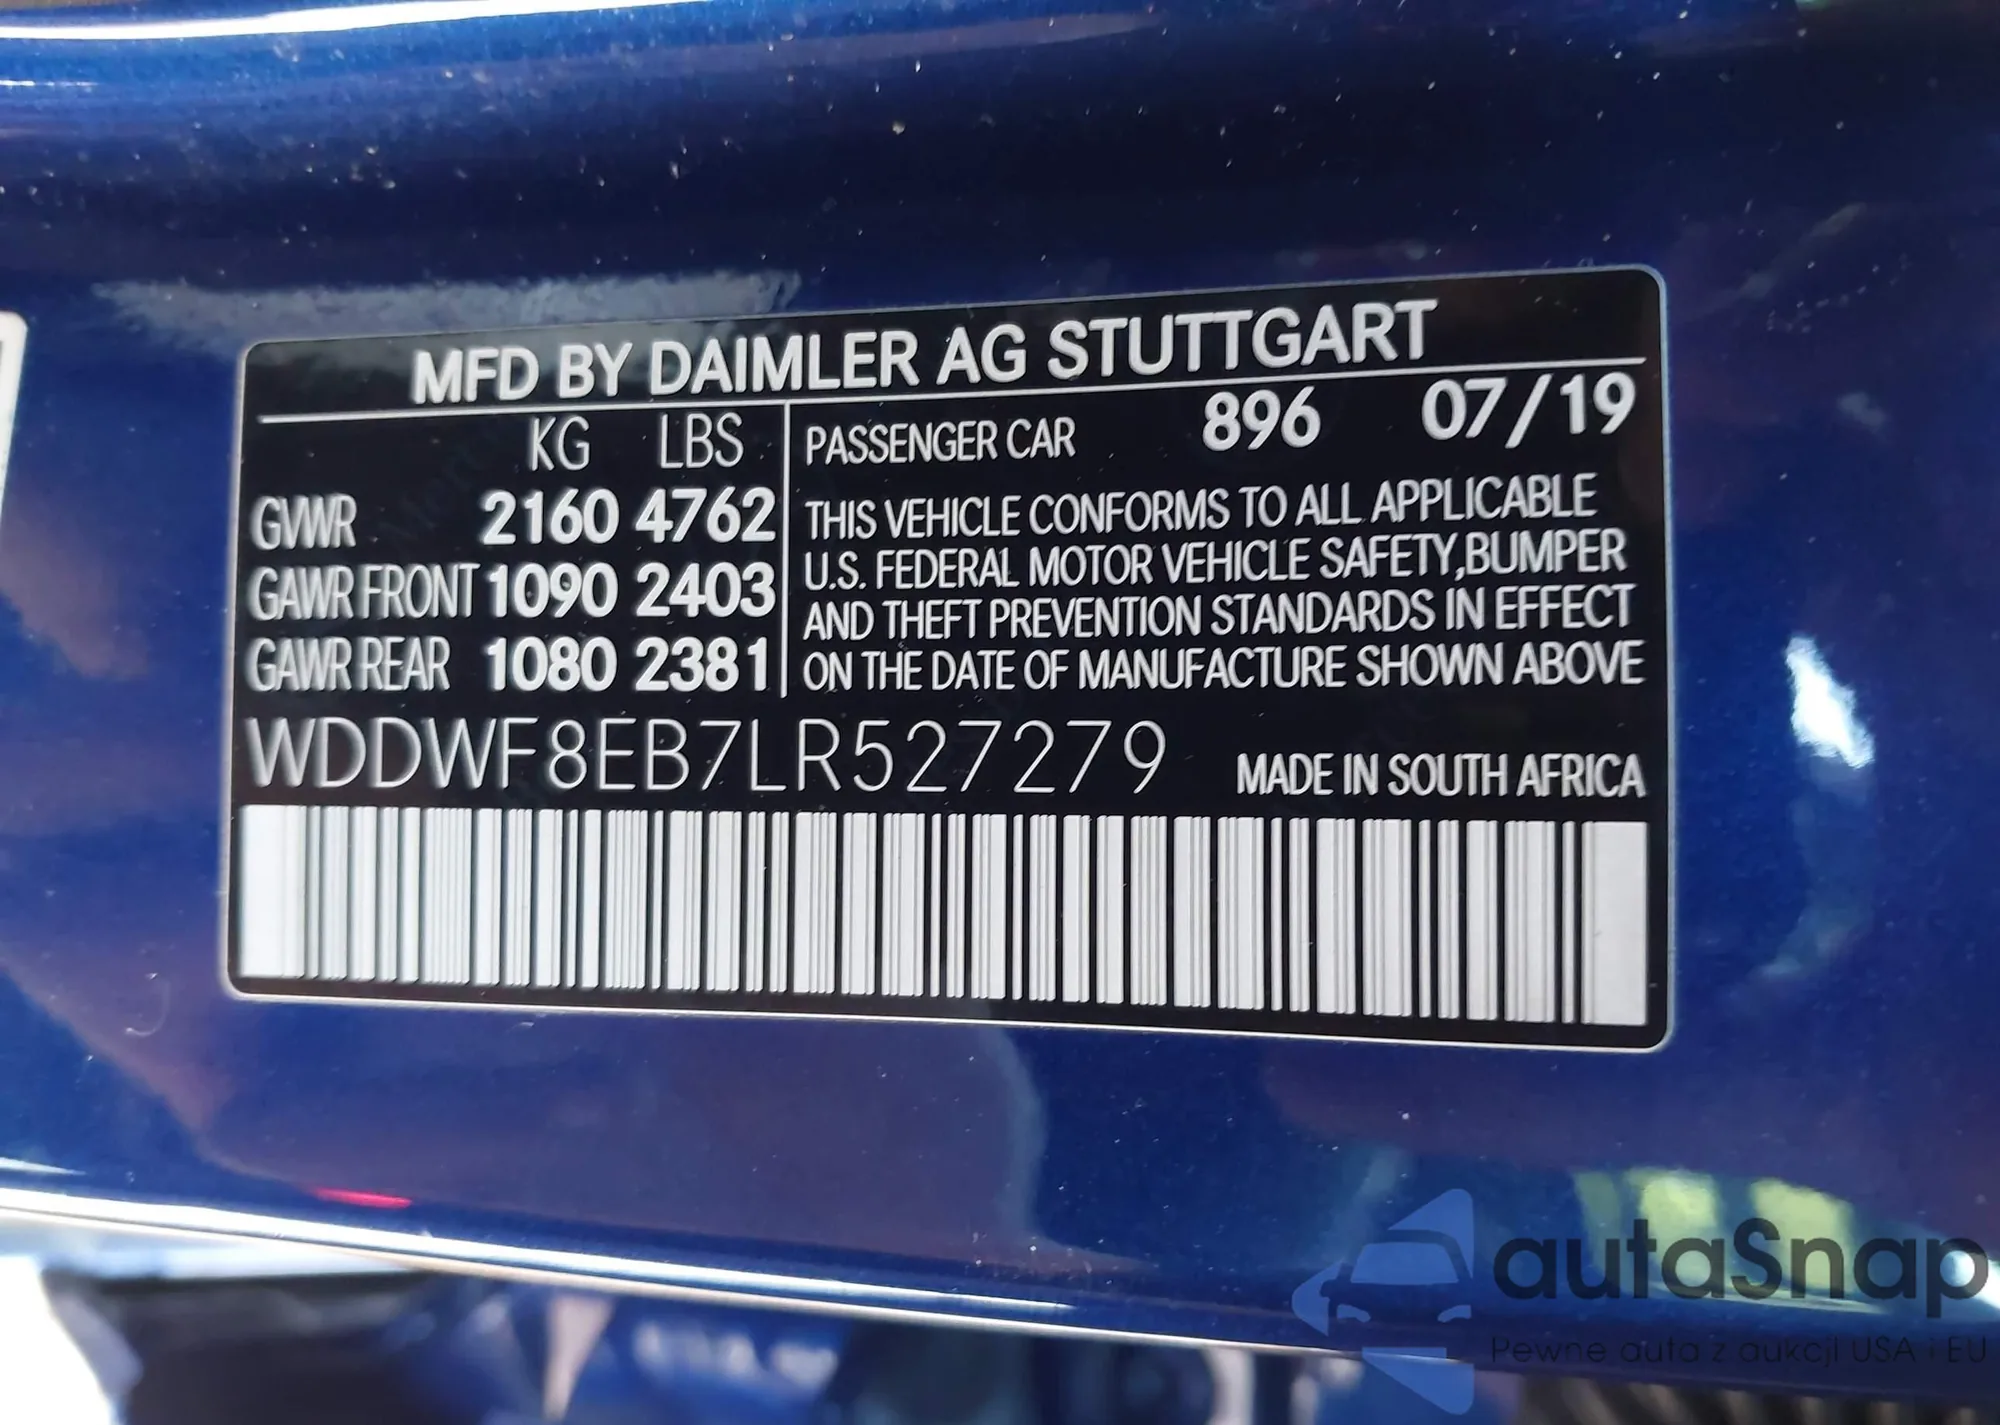 MFD BY DAIMLER AG STUTTGART
KG LBS
GVWR 2160 4762
GAWR FRONT 1090 2403
GAWR REAR 1080 2381
PASSENGER CAR 896 07/19
THIS VEHICLE CONFORMS TO ALL APPLICABLE
U.S. FEDERAL MOTOR VEHICLE SAFETY,BUMPER
AND THEFT PREVENTION STANDARDS IN EFFECT
ON THE DATE OF MANUFACTURE SHOWN ABOVE
WDDWF8EB7LR527279 MADE IN SOUTH AFRICA
autaSnap
Pewne auta z aukcji USA i EU